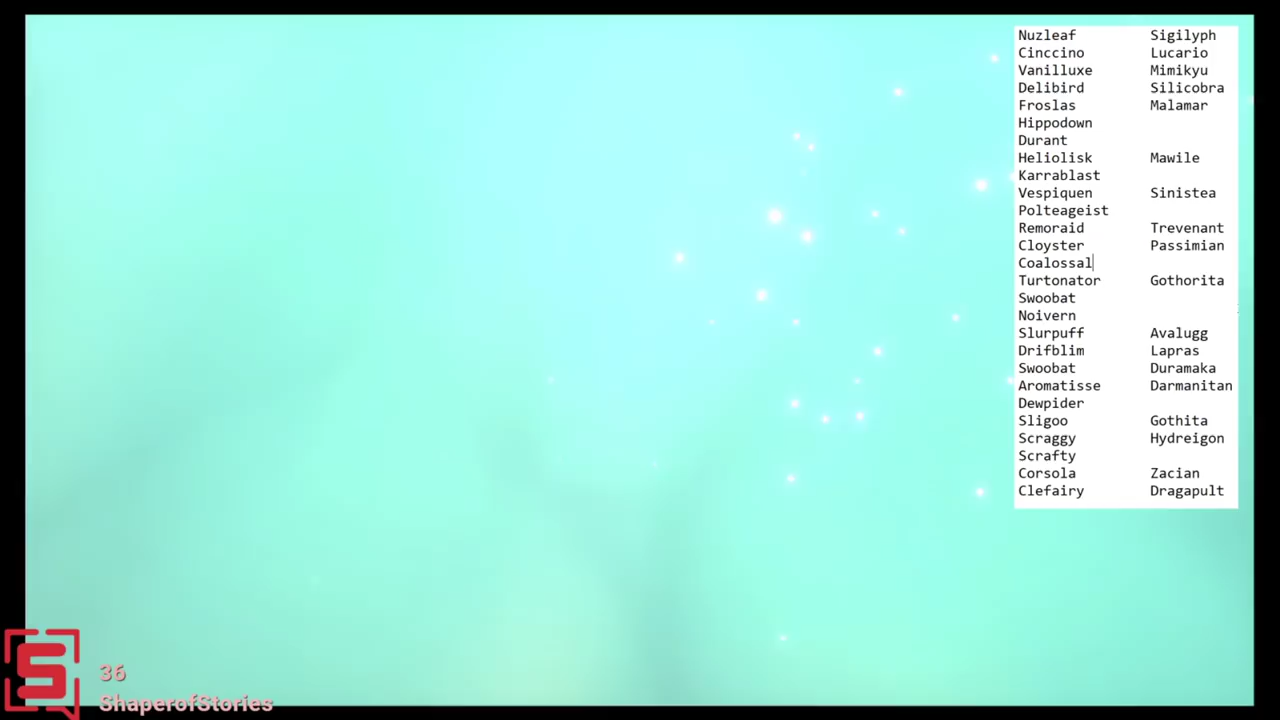 Nuzleaf Sigilyph
Cinccino Lucario
Vanilluxe Mimikyu
Delibird Silicobra
Froslas Malamar
Hippodown
Durant
Heliolisk Mawile
Karrablast
Vespiquen Sinistea
Polteageist
Remoraid Trevenant
Cloyster Passimian
Coalossal
Turtonator Gothorita
Swoobat
Noivern
Slurpuff Avalugg
Drifblim Lapras
Swoobat Duramaka
Aromatisse Darmanitan
Dewpider
Sligoo Gothita
Scraggy Hydreigon
Scrafty
Corsola Zacian
Clefairy Dragapult
S
36
ShaperofStories